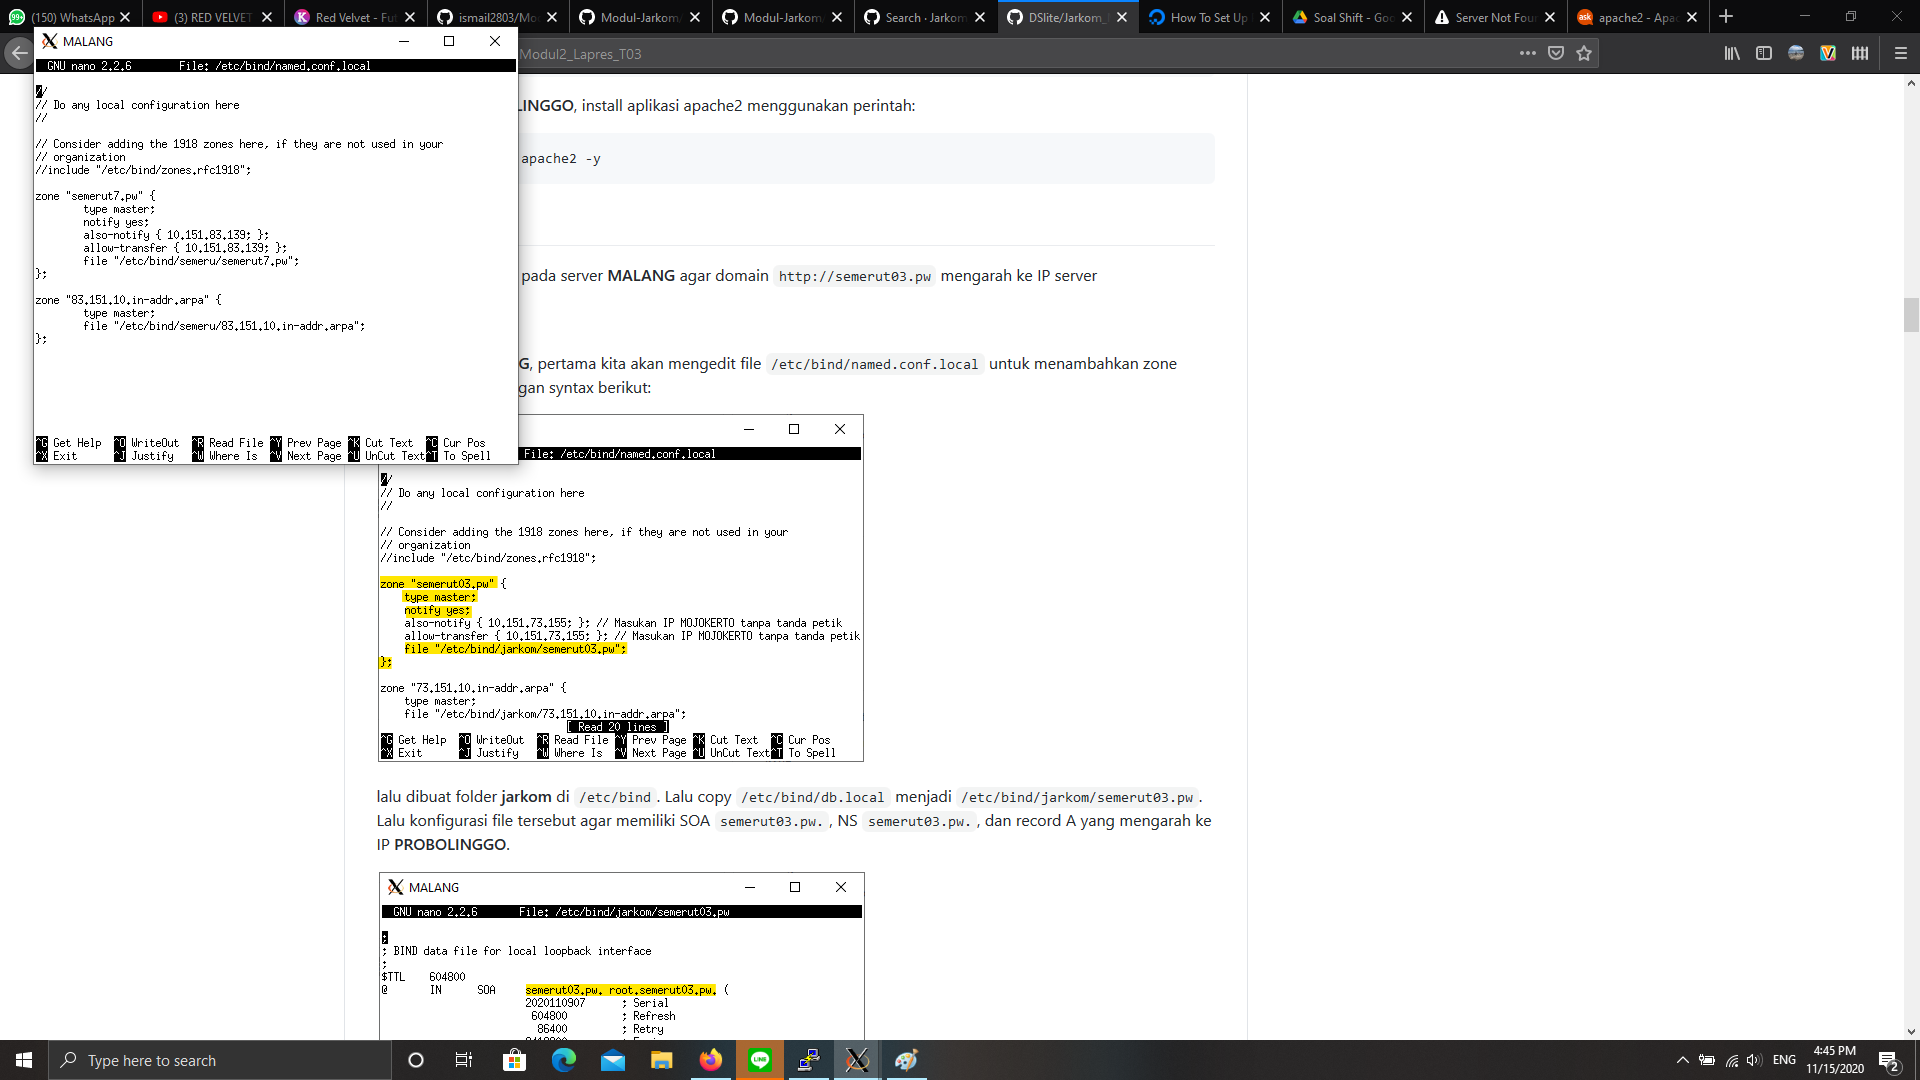 (150) WhatsApp
(3) RED VELVET
Red Velvet - Fu
ismail2803/Mo
Modul-Jarkom/
Modul-Jarkom/
Search · Jarkom
DSlite/Jarkom_
How To Set Up
Soal Shift - Goo
Server Not Fou
apache2 - Apac
Modul2_Lapres_T03
MALANG
GNU nano 2.2.6 File: /etc/bind/named.conf.local
//
// Do any local configuration here
//
// Consider adding the 1918 zones here, if they are not used in your
// organization
//include "/etc/bind/zones.rfc1918";
zone "semerut7.pw" {
type master;
notify yes;
also-notify { 10.151.83.139; };
allow-transfer { 10.151.83.139; };
file "/etc/bind/semeru/semerut7.pw";
};
zone "83.151.10.in-addr.arpa" {
type master;
file "/etc/bind/semeru/83.151.10.in-addr.arpa";
};
^G Get Help ^O WriteOut ^R Read File ^Y Prev Page ^K Cut Text ^C Cur Pos
^X Exit ^J Justify ^W Where Is ^V Next Page ^U UnCut Text ^T To Spell
LINGGO, install aplikasi apache2 menggunakan perintah:
apache2 -y
pada server MALANG agar domain http://semerut03.pw mengarah ke IP server
G, pertama kita akan mengedit file /etc/bind/named.conf.local untuk menambahkan zone
gan syntax berikut:
File: /etc/bind/named.conf.local
//
// Do any local configuration here
//
// Consider adding the 1918 zones here, if they are not used in your
// organization
//include "/etc/bind/zones.rfc1918";
zone "semerut03.pw" {
type master;
notify yes;
also-notify { 10.151.73.155; }; // Masukan IP MOJOKERTO tanpa tanda petik
allow-transfer { 10.151.73.155; }; // Masukan IP MOJOKERTO tanpa tanda petik
file "/etc/bind/jarkom/semerut03.pw";
};
zone "73.151.10.in-addr.arpa" {
type master;
file "/etc/bind/jarkom/73.151.10.in-addr.arpa";
[ Read 20 lines ]
^G Get Help ^O WriteOut ^R Read File ^Y Prev Page ^K Cut Text ^C Cur Pos
^X Exit ^J Justify ^W Where Is ^V Next Page ^U UnCut Text ^T To Spell
lalu dibuat folder jarkom di /etc/bind . Lalu copy /etc/bind/db.local menjadi /etc/bind/jarkom/semerut03.pw .
Lalu konfigurasi file tersebut agar memiliki SOA semerut03.pw. , NS semerut03.pw. , dan record A yang mengarah ke
IP PROBOLINGGO.
MALANG
GNU nano 2.2.6 File: /etc/bind/jarkom/semerut03.pw
;
; BIND data file for local loopback interface
;
$TTL 604800
@ IN SOA semerut03.pw. root.semerut03.pw. (
2020110907 ; Serial
604800 ; Refresh
86400 ; Retry
Type here to search
ENG
4:45 PM
11/15/2020
2